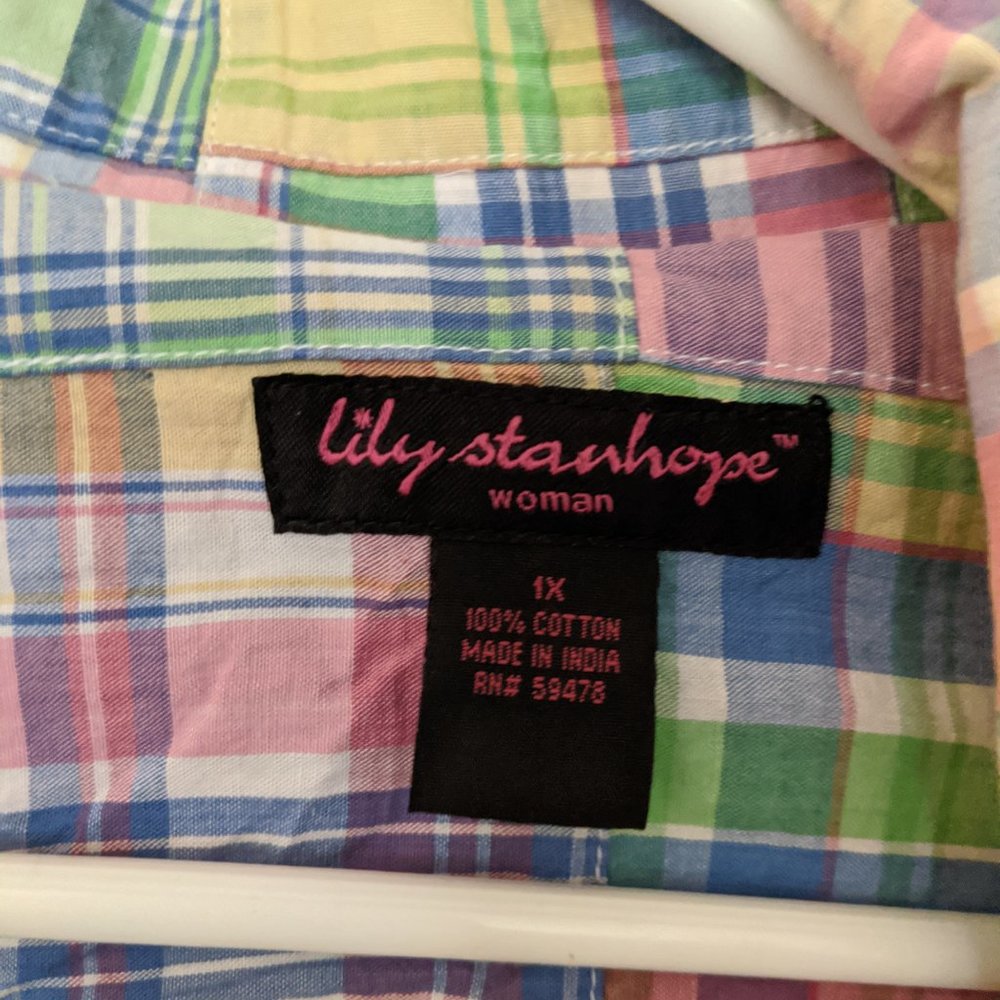 lily stanhope™
woman
1X
100% COTTON
MADE IN INDIA
RN# 59478